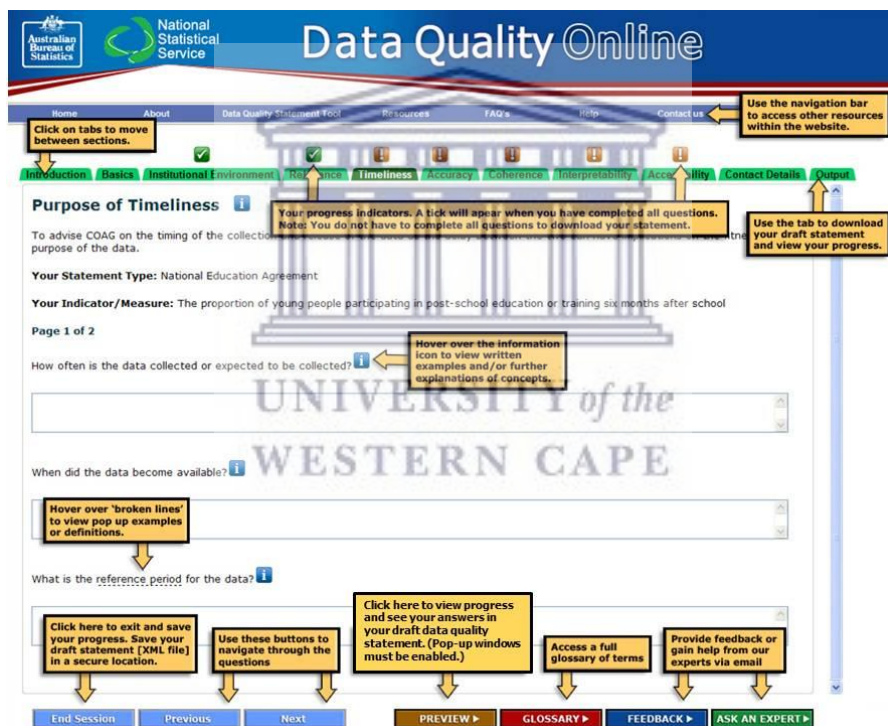 Australian
Bureau of
Statistics
National
Statistical
Service
Data Quality Online
Home About Data Quality Statement Tool Resources FAQ's Help Contact us
Use the navigation bar
to access other resources
within the website.
Click on tabs to move
between sections.
Introduction Basics Institutional Environment Timeliness Accuracy Coherence Interpretability Contact Details Output
Purpose of Timeliness i
Your progress indicators. A tick will apear when you have completed all questions.
Note: You do not have to complete all questions to download your statement.
Use the tab to download
your draft statement
and view your progress.
To advise COAG on the timing of the collection
purpose of the data.
Your Statement Type: National Education Agreement
Your Indicator/Measure: The proportion of young people participating in post-school education or training six months after school
Page 1 of 2
How often is the data collected or expected to be collected? i
Hover over the information
icon to view written
examples and/or further
explanations of concepts.
UNIVERSITY of the
WESTERN CAPE
When did the data become available? i
Hover over 'broken lines'
to view pop up examples
or definitions.
What is the reference period for the data? i
Click here to exit and save
your progress. Save your
draft statement [XML file]
in a secure location.
Use these buttons to
navigate through the
questions
Click here to view progress
and see your answers in
your draft data quality
statement. (Pop-up windows
must be enabled.)
Access a full
glossary of terms
Provide feedback or
gain help from our
experts via email
End Session Previous Next PREVIEW GLOSSARY FEEDBACK ASK AN EXPERT